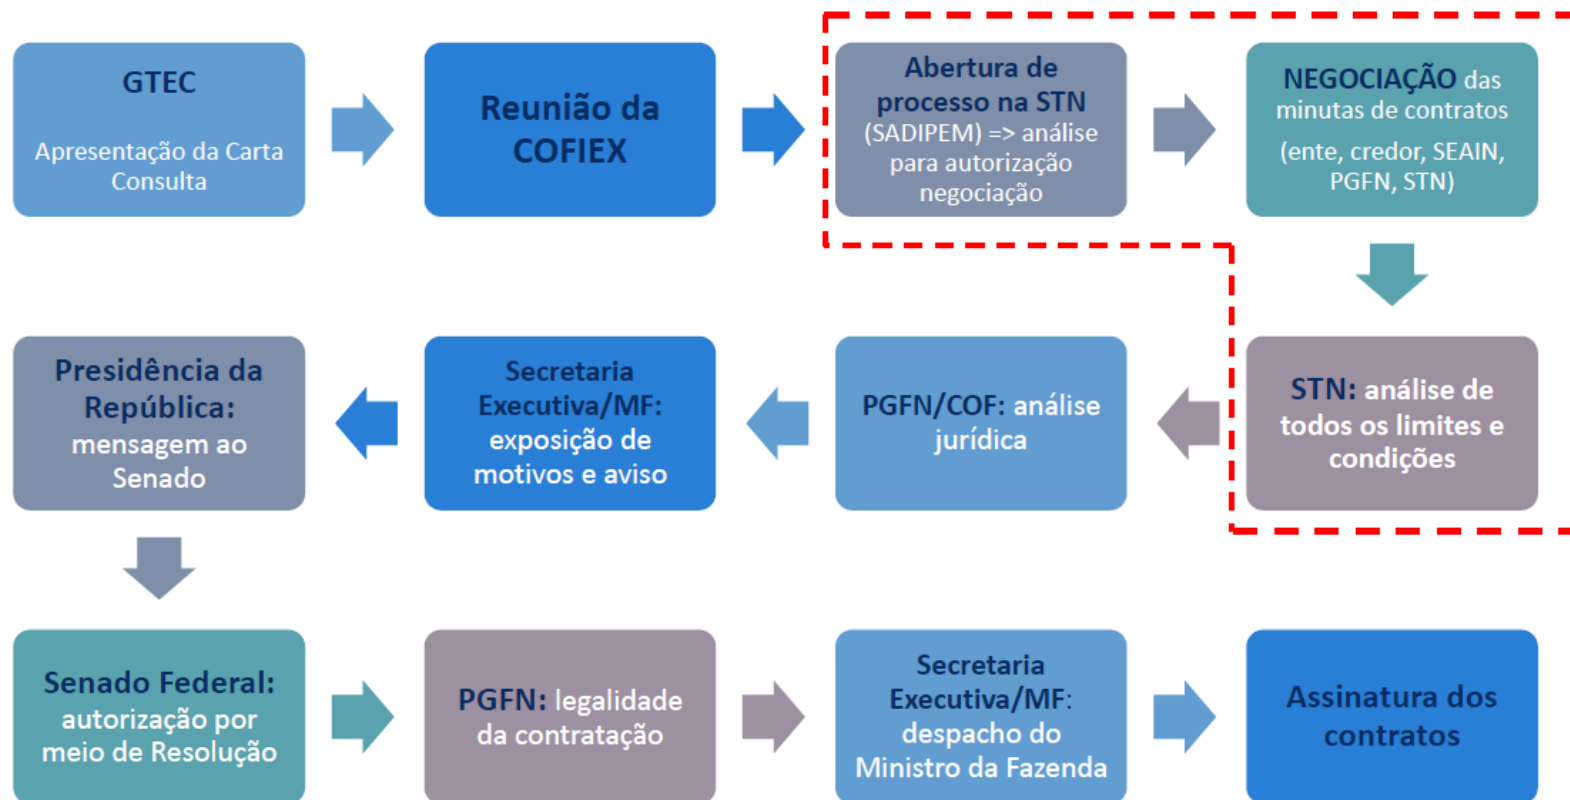 GTEC
Apresentação da Carta
Consulta
Reunião da
COFIEX
Abertura de
processo na STN
(SADIPEM) => análise
para autorização
negociação
NEGOCIAÇÃO das
minutas de contratos
(ente, credor, SEAIN,
PGFN, STN)
STN: análise de
todos os limites e
condições
PGFN/COF: análise
jurídica
Secretaria
Executiva/MF:
exposição de
motivos e aviso
Presidência da
República:
mensagem ao
Senado
Senado Federal:
autorização por
meio de Resolução
PGFN: legalidade
da contratação
Secretaria
Executiva/MF:
despacho do
Ministro da Fazenda
Assinatura dos
contratos